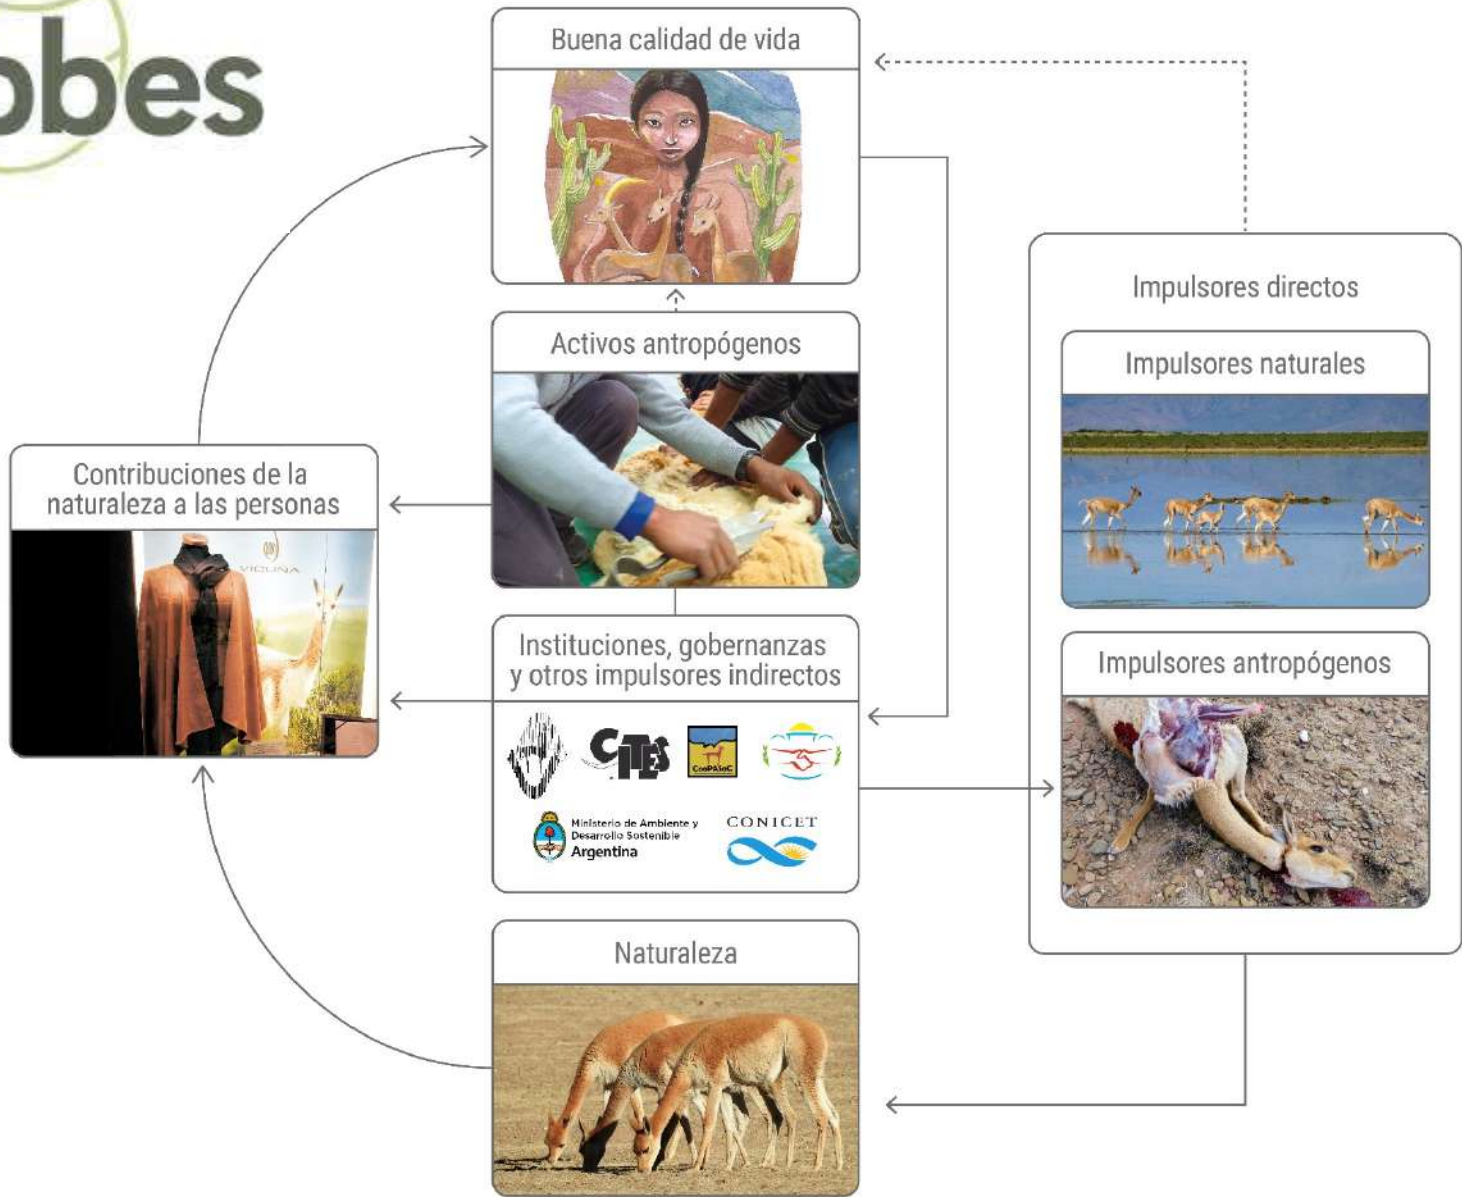 bes
Buena calidad de vida
Activos antropógenos
Contribuciones de la
naturaleza a las personas
VICUÑA
Instituciones, gobernanzas
y otros impulsores indirectos
CITES
CooPASoC
Ministerio de Ambiente y
Desarrollo Sostenible
Argentina
CONICET
Naturaleza
Impulsores directos
Impulsores naturales
Impulsores antropógenos